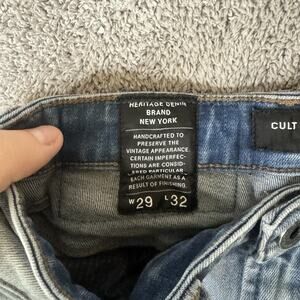 HERITAGE DENIM
BRAND
NEW YORK
HANDCRAFTED TO
PRESERVE THE
VINTAGE APPEARANCE.
CERTAIN IMPERFEC-
TIONS ARE CONSID-
ERED PARTICULAR
EACH GARMENT AS A
RESULT OF FINISHING.
W29 L32
CULT